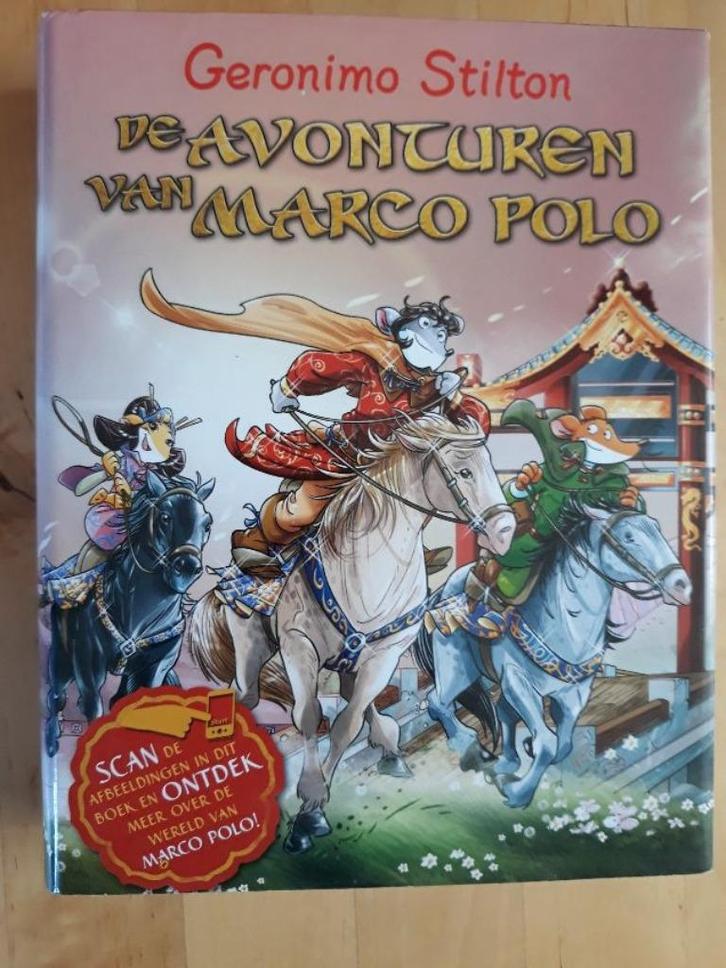 Geronimo Stilton
DE AVONTUREN
VAN MARCO POLO
Start
SCAN DE
AFBEELDINGEN IN DIT
BOEK EN ONTDEK
MEER OVER DE
WERELD VAN
MARCO POLO!